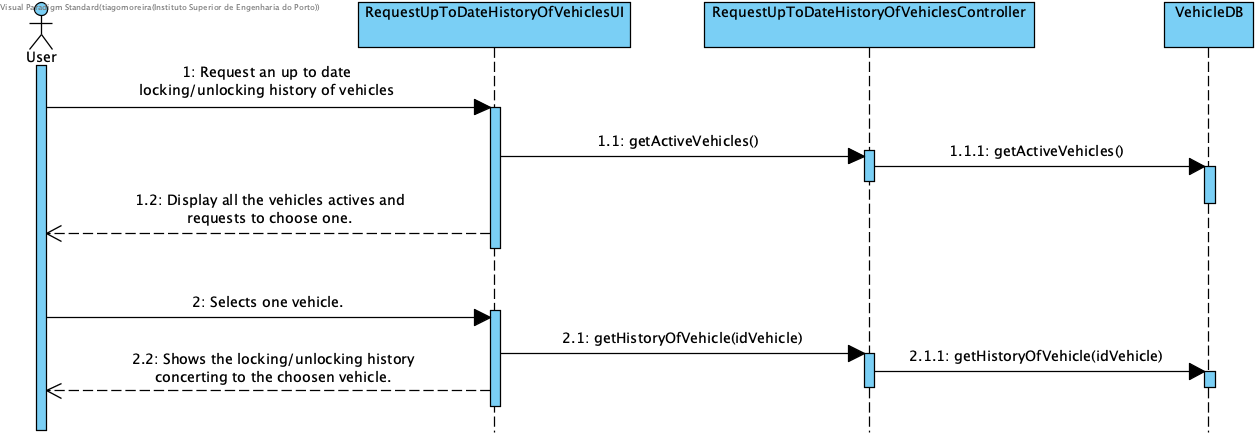 Visual Paradigm Standard(tiagomoreira(Instituto Superior de Engenharia do Porto))
RequestUpToDateHistoryOfVehiclesUI
RequestUpToDateHistoryOfVehiclesController
VehicleDB
User
1: Request an up to date
locking/unlocking history of vehicles
1.1: getActiveVehicles()
1.1.1: getActiveVehicles()
1.2: Display all the vehicles actives and
requests to choose one.
2: Selects one vehicle.
2.1: getHistoryOfVehicle(idVehicle)
2.1.1: getHistoryOfVehicle(idVehicle)
2.2: Shows the locking/unlocking history
concerting to the choosen vehicle.